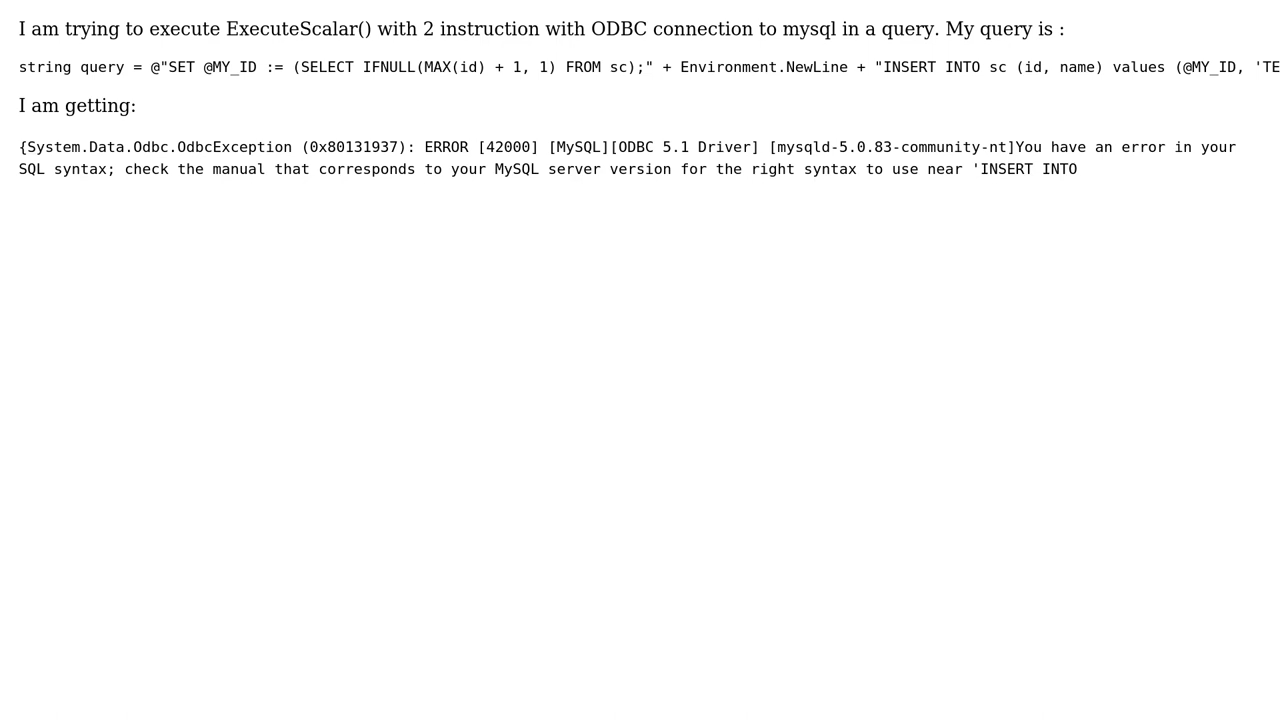 I am trying to execute ExecuteScalar() with 2 instruction with ODBC connection to mysql in a query. My query is :
string query = @"SET @MY_ID := (SELECT IFNULL(MAX(id) + 1, 1) FROM sc);" + Environment.NewLine + "INSERT INTO sc (id, name) values (@MY_ID, 'TE
I am getting:
{System.Data.Odbc.OdbcException (0x80131937): ERROR [42000] [MySQL][ODBC 5.1 Driver] [mysqld-5.0.83-community-nt]You have an error in your
SQL syntax; check the manual that corresponds to your MySQL server version for the right syntax to use near 'INSERT INTO